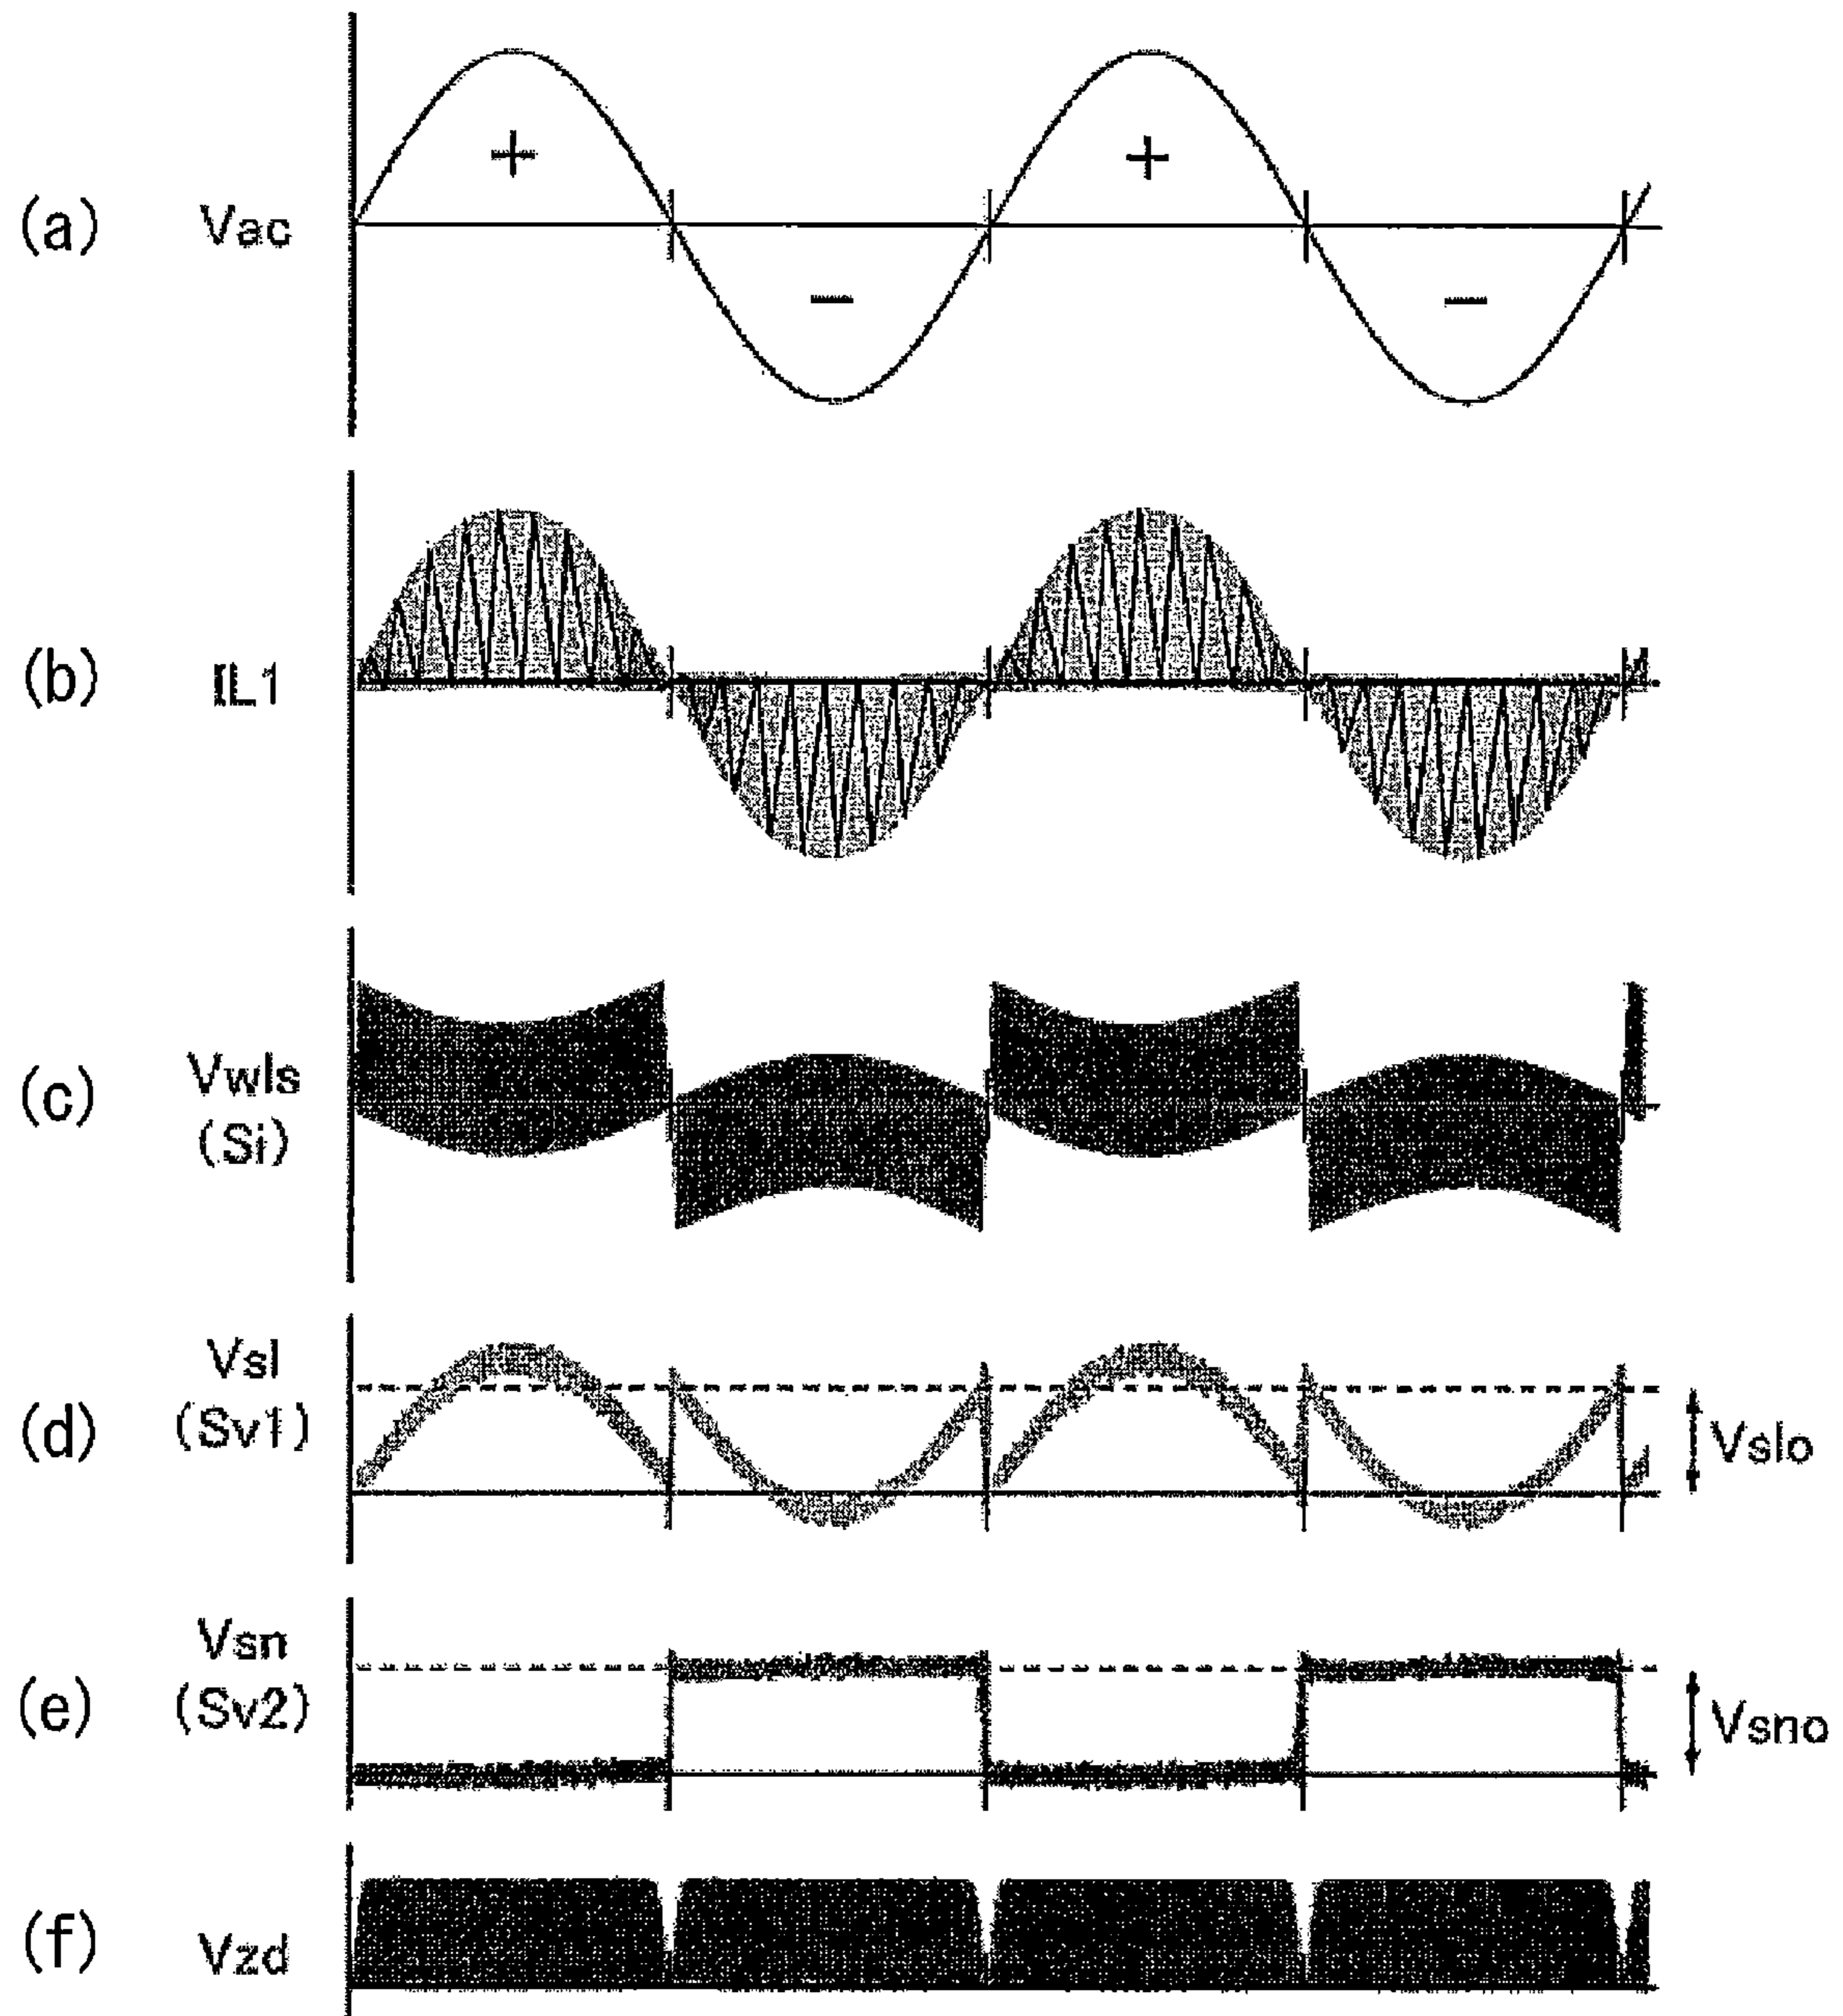 (a) Vac
+
+
−
−
(b) IL1
(c) Vwls
(Si)
(d) Vsl
(Sv1)
Vslo
(e) Vsn
(Sv2)
Vsno
(f) Vzd